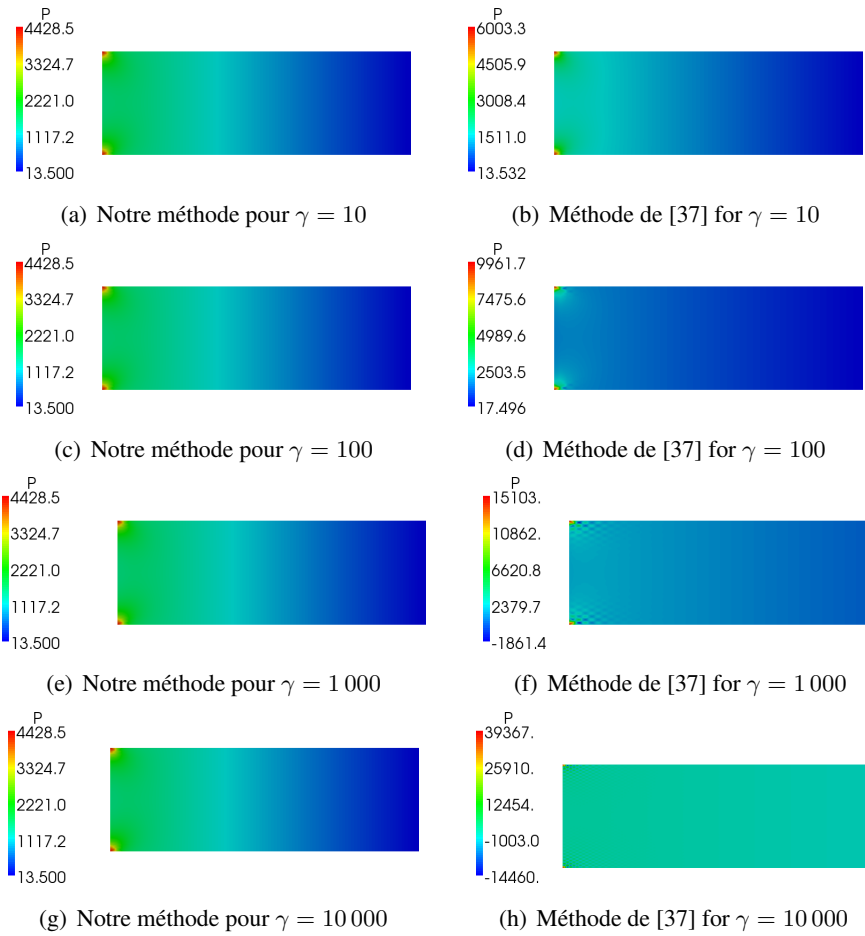 P
4428.5
3324.7
2221.0
1117.2
13.500
P
6003.3
4505.9
3008.4
1511.0
13.532
(a) Notre méthode pour γ = 10
(b) Méthode de [37] for γ = 10
P
4428.5
3324.7
2221.0
1117.2
13.500
P
9961.7
7475.6
4989.6
2503.5
17.496
(c) Notre méthode pour γ = 100
(d) Méthode de [37] for γ = 100
P
4428.5
3324.7
2221.0
1117.2
13.500
P
15103.
10862.
6620.8
2379.7
-1861.4
(e) Notre méthode pour γ = 1 000
(f) Méthode de [37] for γ = 1 000
P
4428.5
3324.7
2221.0
1117.2
13.500
P
39367.
25910.
12454.
-1003.0
-14460.
(g) Notre méthode pour γ = 10 000
(h) Méthode de [37] for γ = 10 000